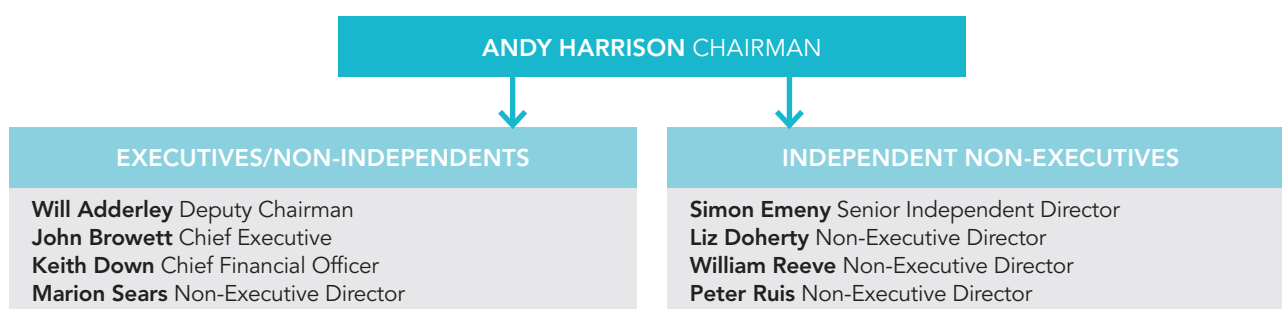 ANDY HARRISON CHAIRMAN
EXECUTIVES/NON-INDEPENDENTS
Will Adderley Deputy Chairman
John Browett Chief Executive
Keith Down Chief Financial Officer
Marion Sears Non-Executive Director
INDEPENDENT NON-EXECUTIVES
Simon Emeny Senior Independent Director
Liz Doherty Non-Executive Director
William Reeve Non-Executive Director
Peter Ruis Non-Executive Director